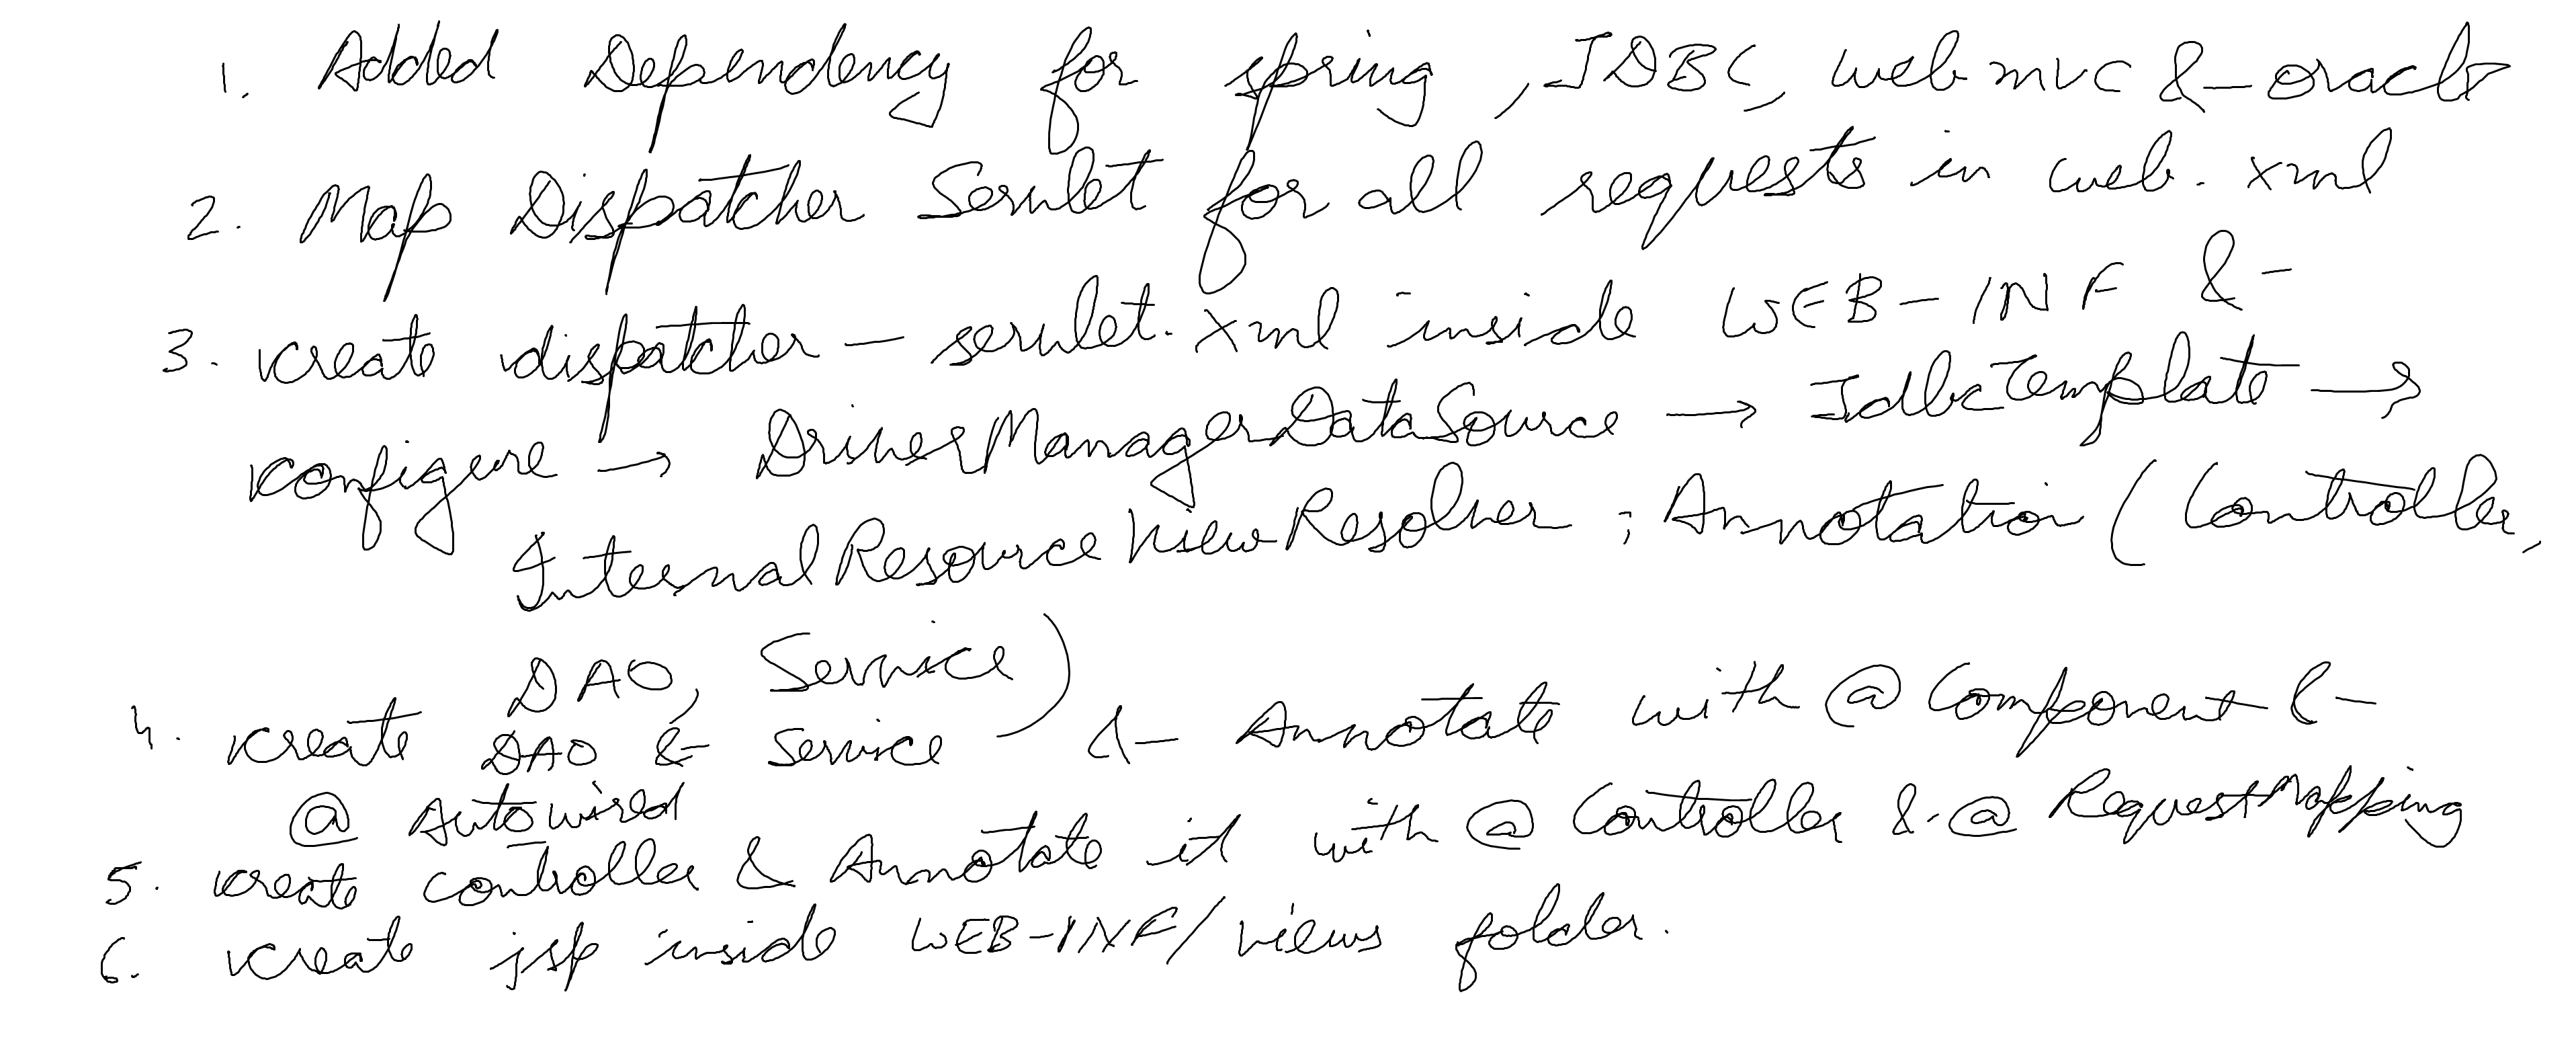 1. Added Dependency for spring, JDBC, web mvc & oracle
2. Map Dispatcher Servlet for all requests in web.xml
3. create dispatcher-servlet.xml inside WEB-INF &
configure → DriverManagerDataSource → JdbcTemplate →
InternalResourceViewResolver ; Annotation (Controller,
DAO, Service)
4. create DAO & Service & Annotate with @Component &
@Autowired
5. create controller & Annotate it with @Controller & @RequestMapping
6. create jsp inside WEB-INF/views folder.